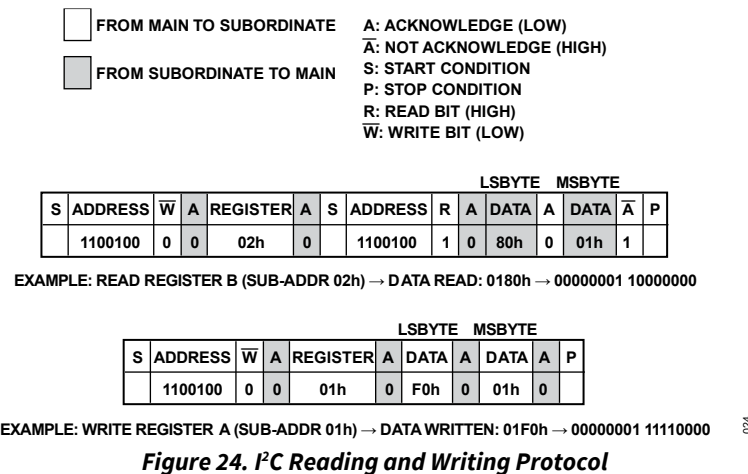 FROM MAIN TO SUBORDINATE
FROM SUBORDINATE TO MAIN
A: ACKNOWLEDGE (LOW)
A̅: NOT ACKNOWLEDGE (HIGH)
S: START CONDITION
P: STOP CONDITION
R: READ BIT (HIGH)
W̅: WRITE BIT (LOW)
LSBYTE MSBYTE
S ADDRESS W̅ A REGISTER A S ADDRESS R A DATA A DATA A̅ P
1100100 0 0 02h 0 1100100 1 0 80h 0 01h 1
EXAMPLE: READ REGISTER B (SUB-ADDR 02h) → DATA READ: 0180h → 00000001 10000000
LSBYTE MSBYTE
S ADDRESS W̅ A REGISTER A DATA A DATA A P
1100100 0 0 01h 0 F0h 0 01h 0
EXAMPLE: WRITE REGISTER A (SUB-ADDR 01h) → DATA WRITTEN: 01F0h → 00000001 11110000
024
Figure 24. I²C Reading and Writing Protocol